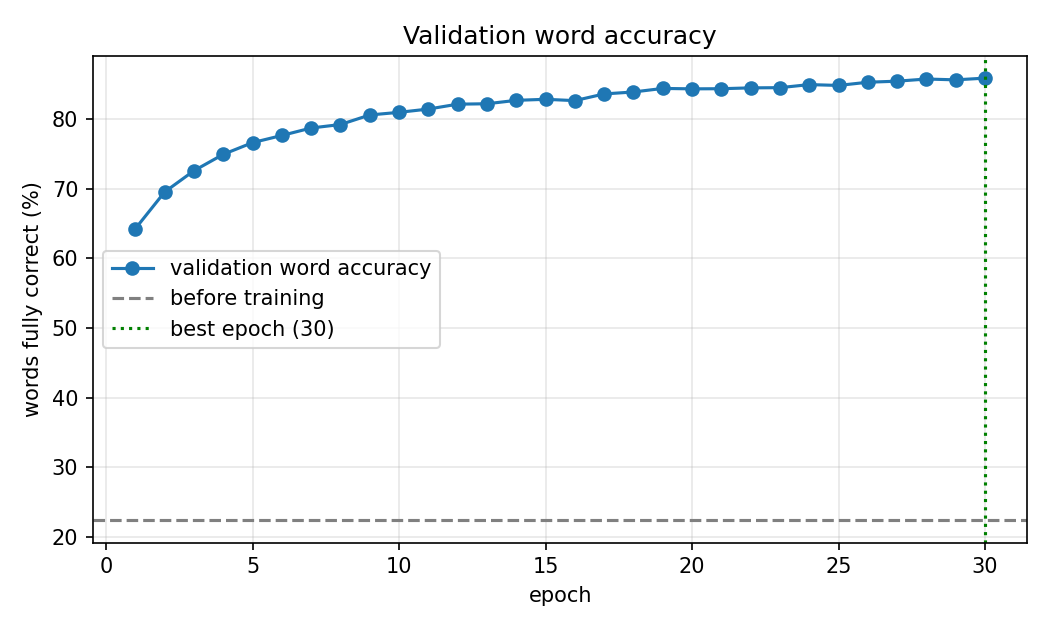 Validation word accuracy
words fully correct (%)
80
70
60
50
40
30
20
validation word accuracy
before training
best epoch (30)
0 5 10 15 20 25 30
epoch